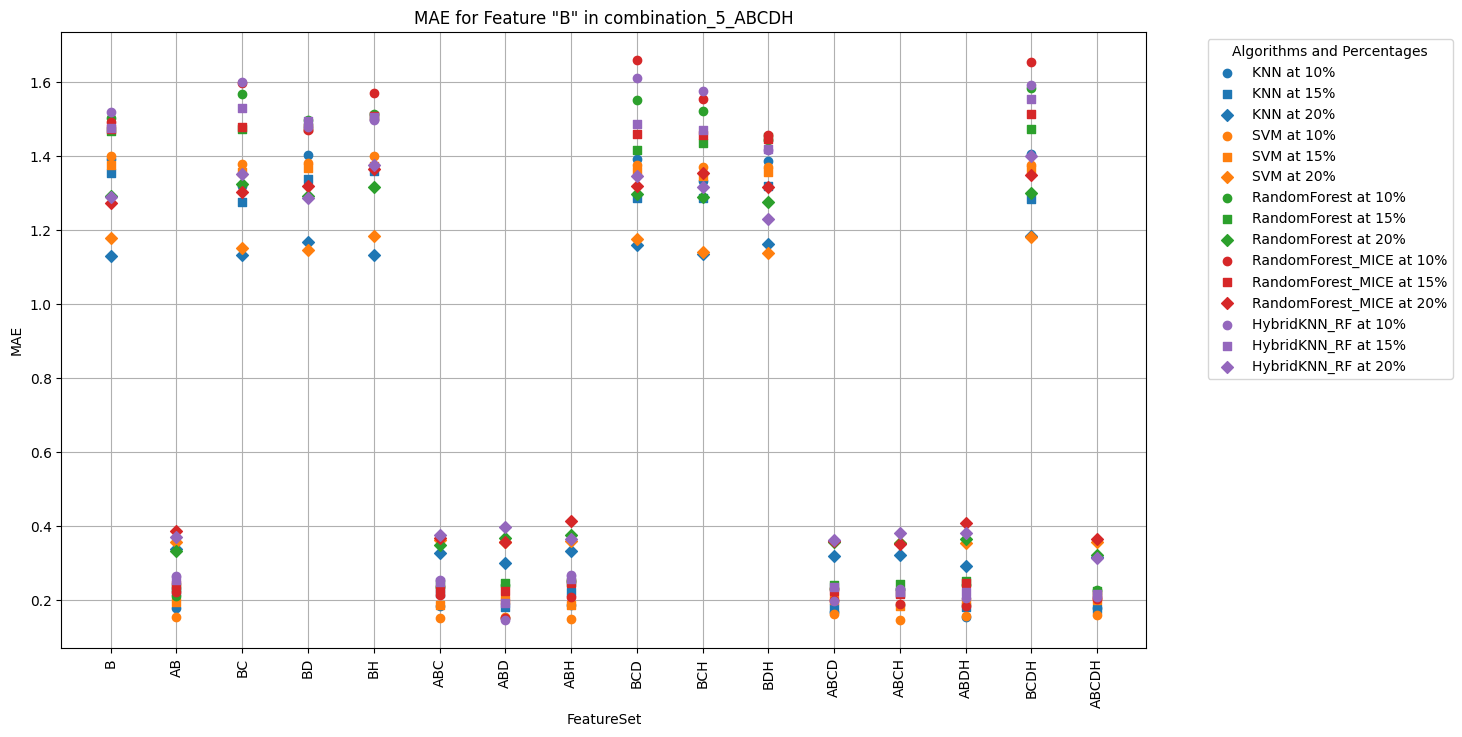 MAE for Feature "B" in combination_5_ABCDH
Algorithms and Percentages
KNN at 10%
KNN at 15%
KNN at 20%
SVM at 10%
SVM at 15%
SVM at 20%
RandomForest at 10%
RandomForest at 15%
RandomForest at 20%
RandomForest_MICE at 10%
RandomForest_MICE at 15%
RandomForest_MICE at 20%
HybridKNN_RF at 10%
HybridKNN_RF at 15%
HybridKNN_RF at 20%
MAE
1.6
1.4
1.2
1.0
0.8
0.6
0.4
0.2
B
AB
BC
BD
BH
ABC
ABD
ABH
BCD
BCH
BDH
ABCD
ABCH
ABDH
BCDH
ABCDH
FeatureSet